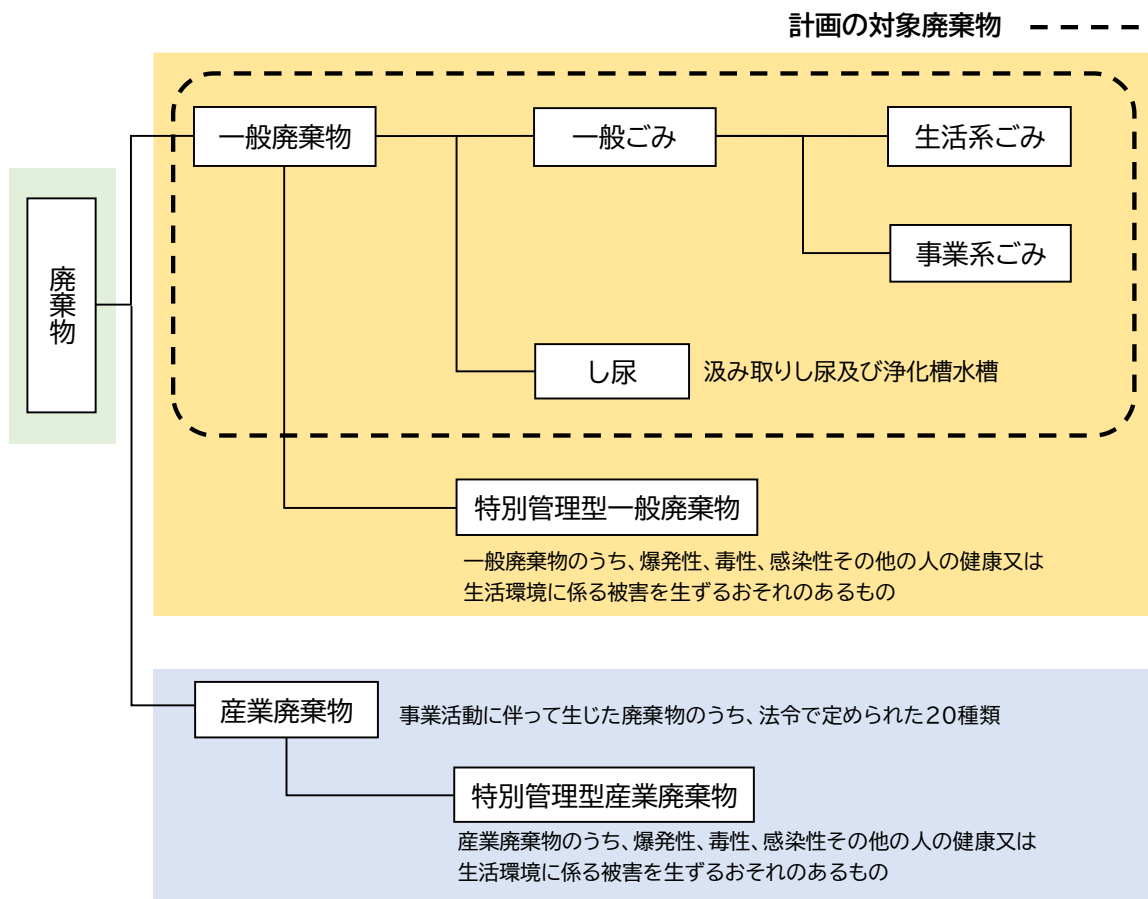 計画の対象廃棄物
一般廃棄物
一般ごみ
生活系ごみ
事業系ごみ
廃棄物
し尿
汲み取りし尿及び浄化槽水槽
特別管理型一般廃棄物
一般廃棄物のうち、爆発性、毒性、感染性その他の人の健康又は
生活環境に係る被害を生ずるおそれのあるもの
産業廃棄物
事業活動に伴って生じた廃棄物のうち、法令で定められた20種類
特別管理型産業廃棄物
産業廃棄物のうち、爆発性、毒性、感染性その他の人の健康又は
生活環境に係る被害を生ずるおそれのあるもの